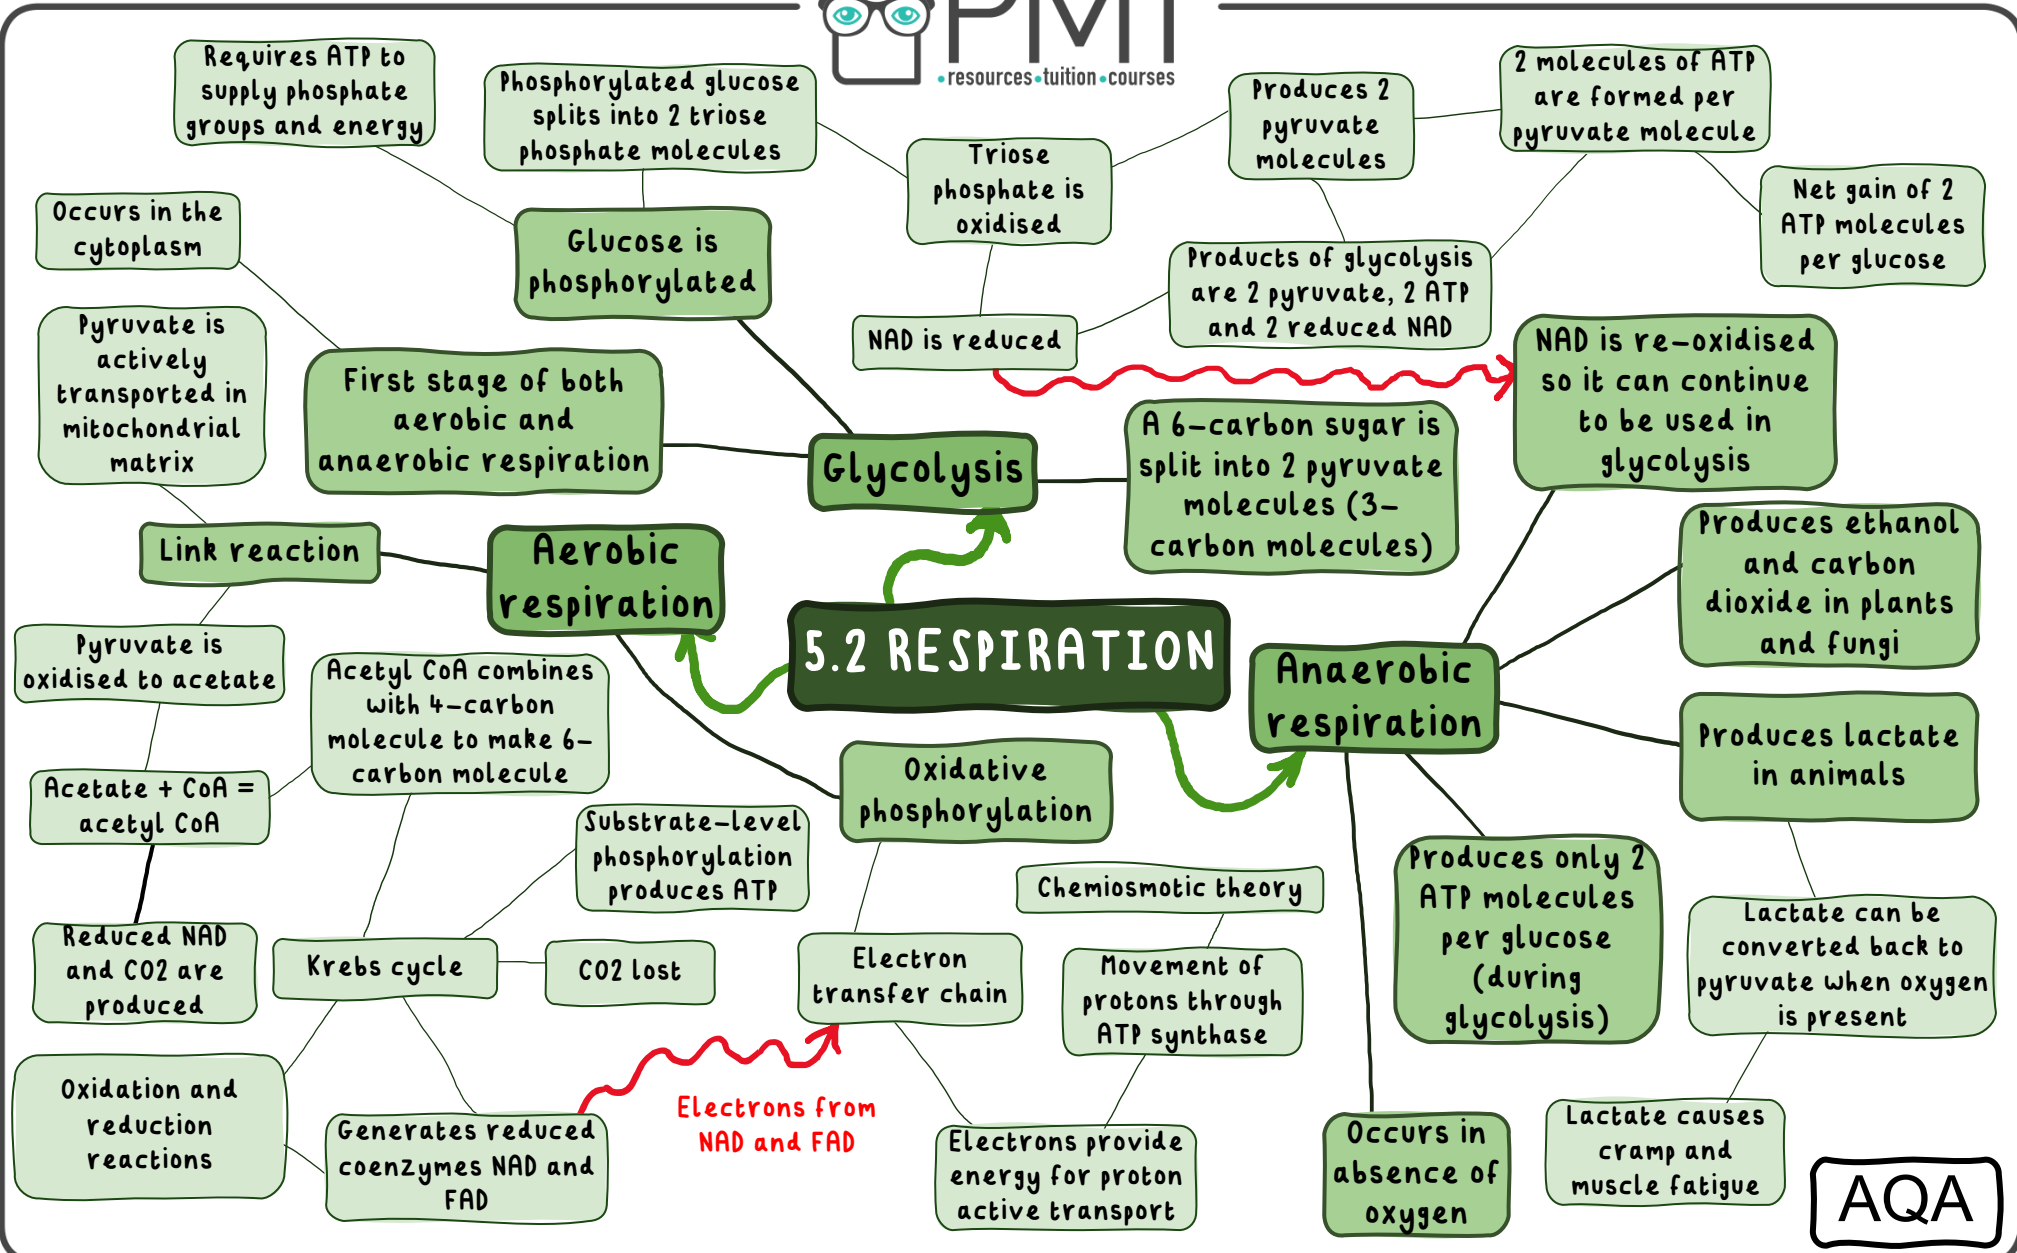 PMT
•resources•tuition•courses
Requires ATP to
supply phosphate
groups and energy
Phosphorylated glucose
splits into 2 triose
phosphate molecules
Triose
phosphate is
oxidised
Produces 2
pyruvate
molecules
2 molecules of ATP
are formed per
pyruvate molecule
Net gain of 2
ATP molecules
per glucose
Occurs in the
cytoplasm
Glucose is
phosphorylated
NAD is reduced
Products of glycolysis
are 2 pyruvate, 2 ATP
and 2 reduced NAD
Pyruvate is
actively
transported in
mitochondrial
matrix
First stage of both
aerobic and
anaerobic respiration
Glycolysis
A 6-carbon sugar is
split into 2 pyruvate
molecules (3-
carbon molecules)
NAD is re-oxidised
so it can continue
to be used in
glycolysis
Link reaction
Aerobic
respiration
5.2 RESPIRATION
Anaerobic
respiration
Produces ethanol
and carbon
dioxide in plants
and fungi
Pyruvate is
oxidised to acetate
Acetyl CoA combines
with 4-carbon
molecule to make 6-
carbon molecule
Produces lactate
in animals
Acetate + CoA =
acetyl CoA
Substrate-level
phosphorylation
produces ATP
Oxidative
phosphorylation
Chemiosmotic theory
Produces only 2
ATP molecules
per glucose
(during
glycolysis)
Lactate can be
converted back to
pyruvate when oxygen
is present
Reduced NAD
and CO2 are
produced
Krebs cycle
CO2 lost
Electron
transfer chain
Movement of
protons through
ATP synthase
Oxidation and
reduction
reactions
Generates reduced
coenzymes NAD and
FAD
Electrons from
NAD and FAD
Electrons provide
energy for proton
active transport
Occurs in
absence of
oxygen
Lactate causes
cramp and
muscle fatigue
AQA